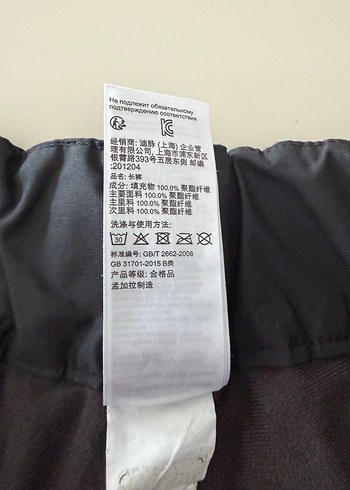 Не подлежит обязательному
подтверждению соответствия
经销商: 迪脉 (上海) 企业管
理有限公司, 上海市浦东新区
银霄路393号五层东侧 邮编
:201204
品名: 长裤
成分: 填充物 100.0% 聚酯纤维
主要面料 100.0% 聚酯纤维
主里料 100.0% 聚酯纤维
次里料 100.0% 聚酯纤维
洗涤与使用方法:
30
标准编号: GB/T 2662-2008
GB 31701-2015 B类
产品等级: 合格品
孟加拉制造